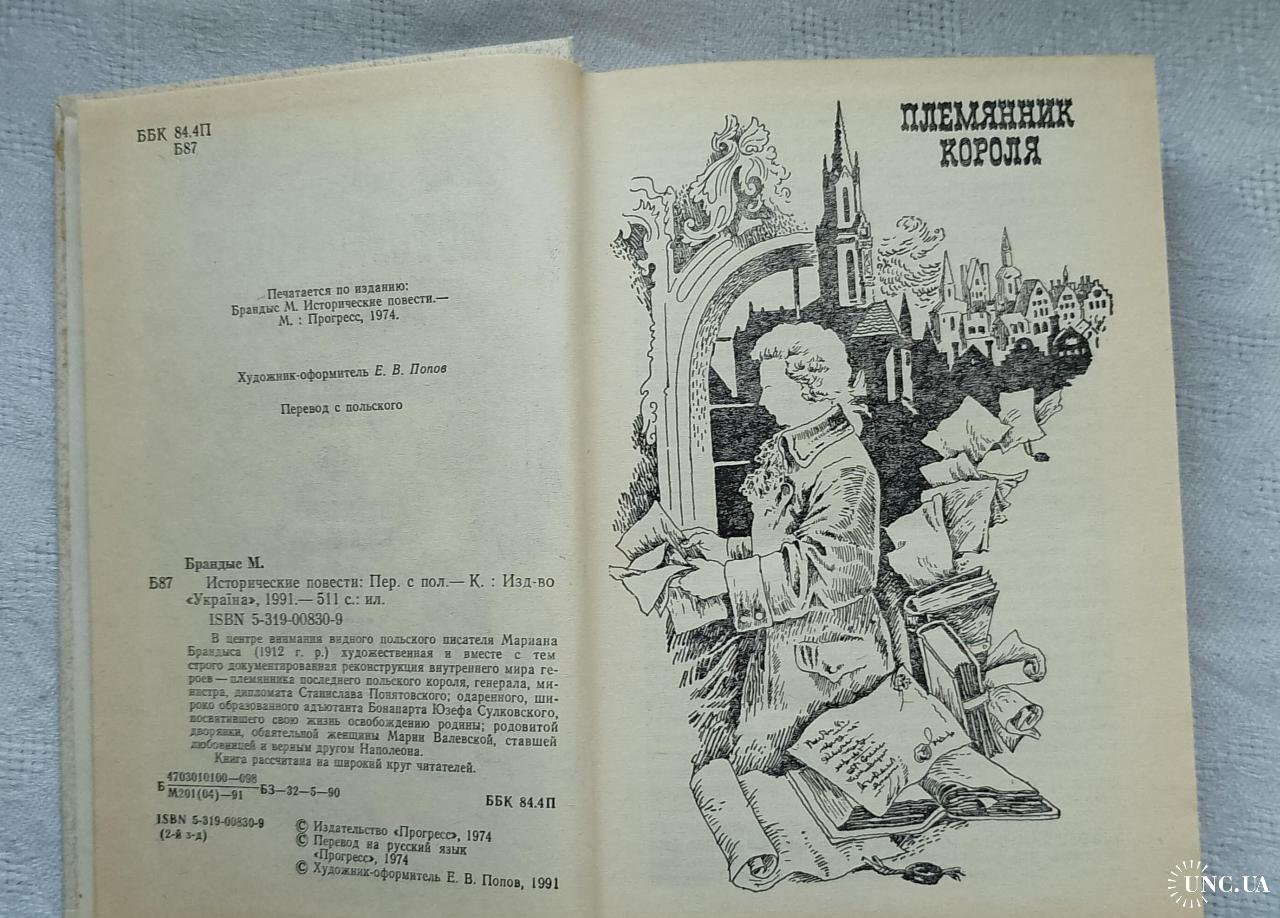 ББК 84.4П
Б87
Печатается по изданию:
Брандыс М. Исторические повести.—
М. : Прогресс, 1974.
Художник-оформитель Е. В. Попов
Перевод с польского
Брандыс М.
Б87 Исторические повести: Пер. с пол.— К. : Изд-во
«Україна», 1991.— 511 с.: ил.
ISBN 5-319-00830-9
В центре внимания видного польского писателя Мариана
Брандыса (1912 г. р.) художественная и вместе с тем
строго документированная реконструкция внутреннего мира ге-
роев — племянника последнего польского короля, генерала, ми-
нистра, дипломата Станислава Понятовского; одаренного, ши-
роко образованного адъютанта Бонапарта Юзефа Сулковского,
посвятившего свою жизнь освобождению родины; родовитой
дворянки, обаятельной женщины Марии Валевской, ставшей
любовницей и верным другом Наполеона.
Книга рассчитана на широкий круг читателей.
Б 4703010100—098 БЗ—32—5—90
М201(04)—91
ББК 84.4П
ISBN 5-319-00830-9
(2-й з-д)
© Издательство «Прогресс», 1974
© Перевод на русский язык
«Прогресс», 1974
© Художник-оформитель Е. В. Попов, 1991
ПЛЕМЯННИК
КОРОЛЯ
UNC.UA